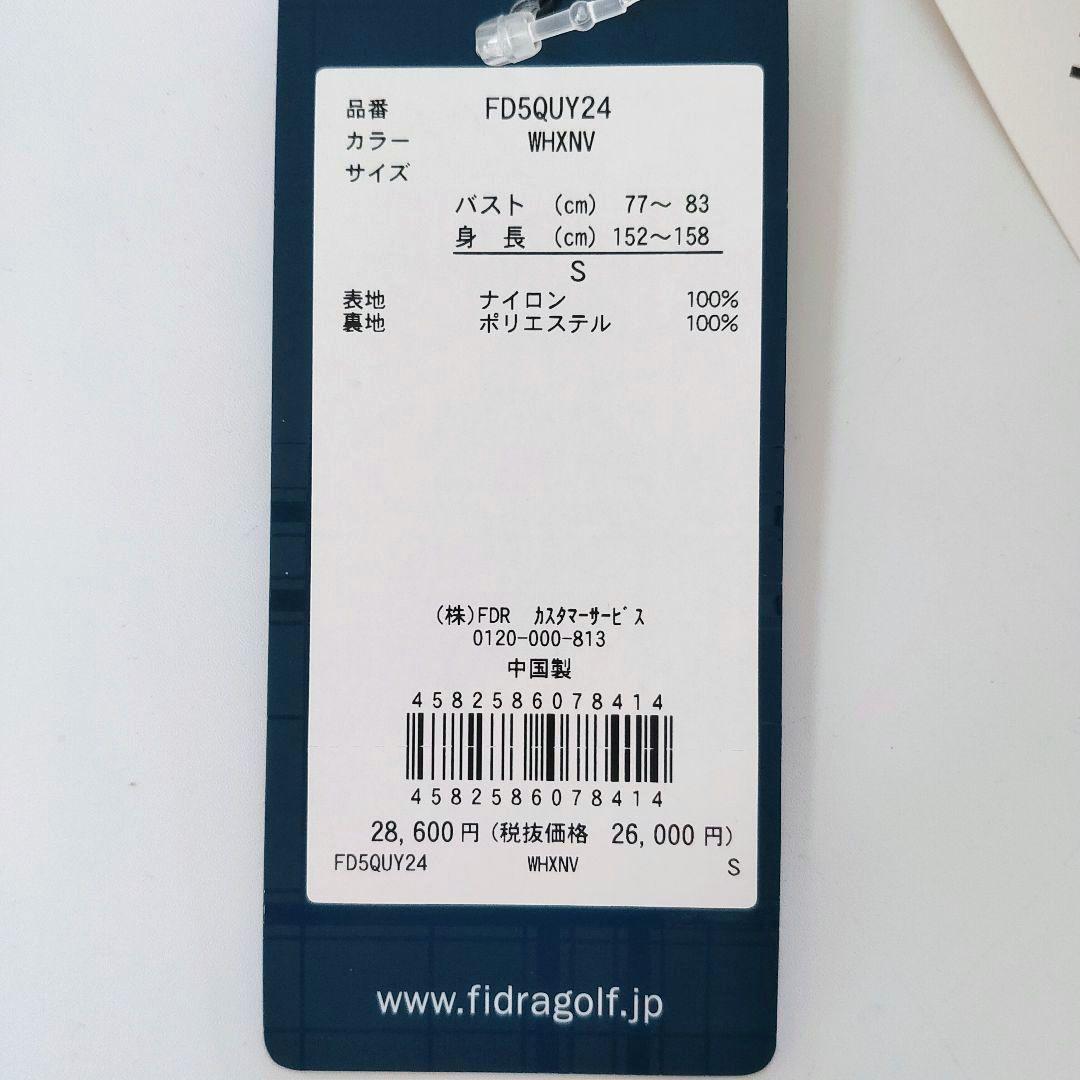 品番 FD5QUY24
カラー WHXNV
サイズ
バスト (cm) 77～ 83
身 長 (cm) 152～158
S
表地 ナイロン 100%
裏地 ポリエステル 100%
(株)FDR ｶｽﾀﾏｰｻｰﾋﾞｽ
0120-000-813
中国製
4582586078414
4582586078414
28,600円 (税抜価格 26,000円)
FD5QUY24 WHXNV S
www.fidragolf.jp